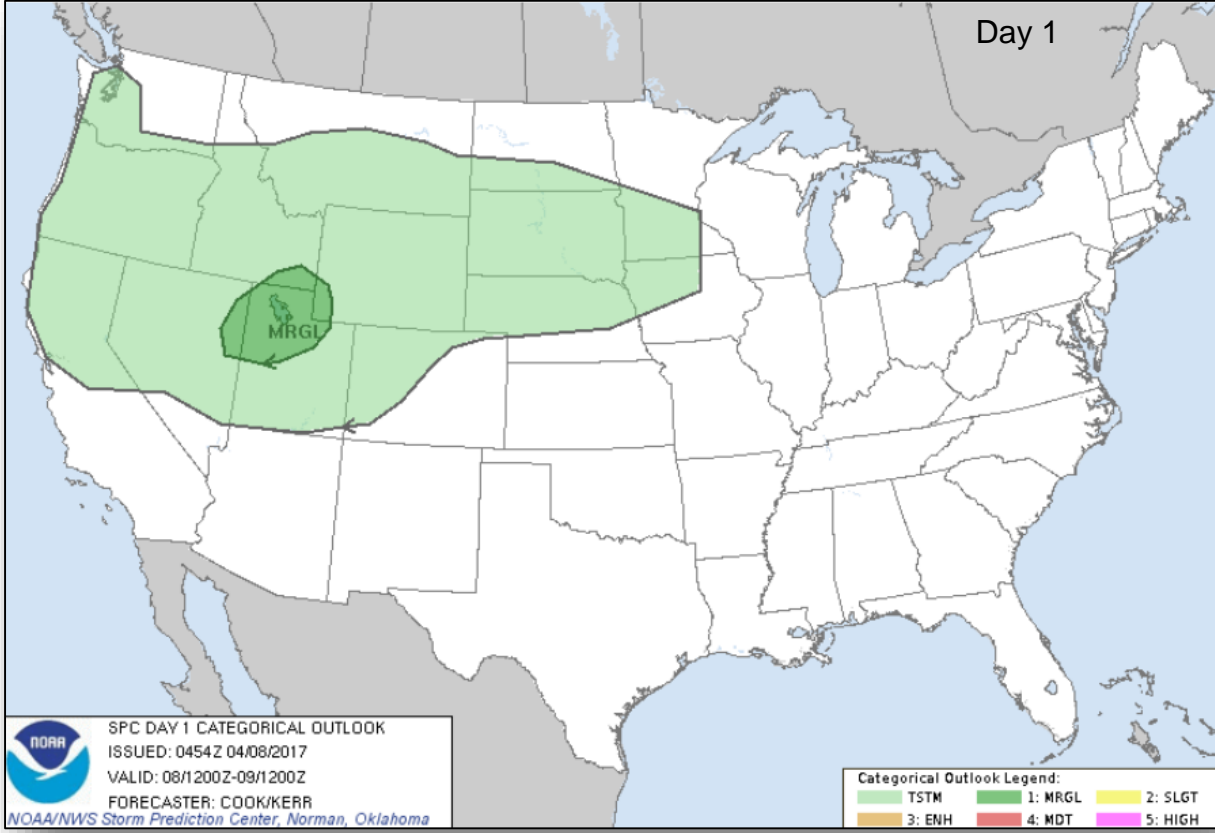 Day 1
MRGL
SPC DAY 1 CATEGORICAL OUTLOOK
ISSUED: 0454Z 04/08/2017
VALID: 08/1200Z-09/1200Z
FORECASTER: COOK/KERR
NOAA/NWS Storm Prediction Center, Norman, Oklahoma
NOAA
Categorical Outlook Legend:
TSTM 1: MRGL 2: SLGT
3: ENH 4: MDT 5: HIGH